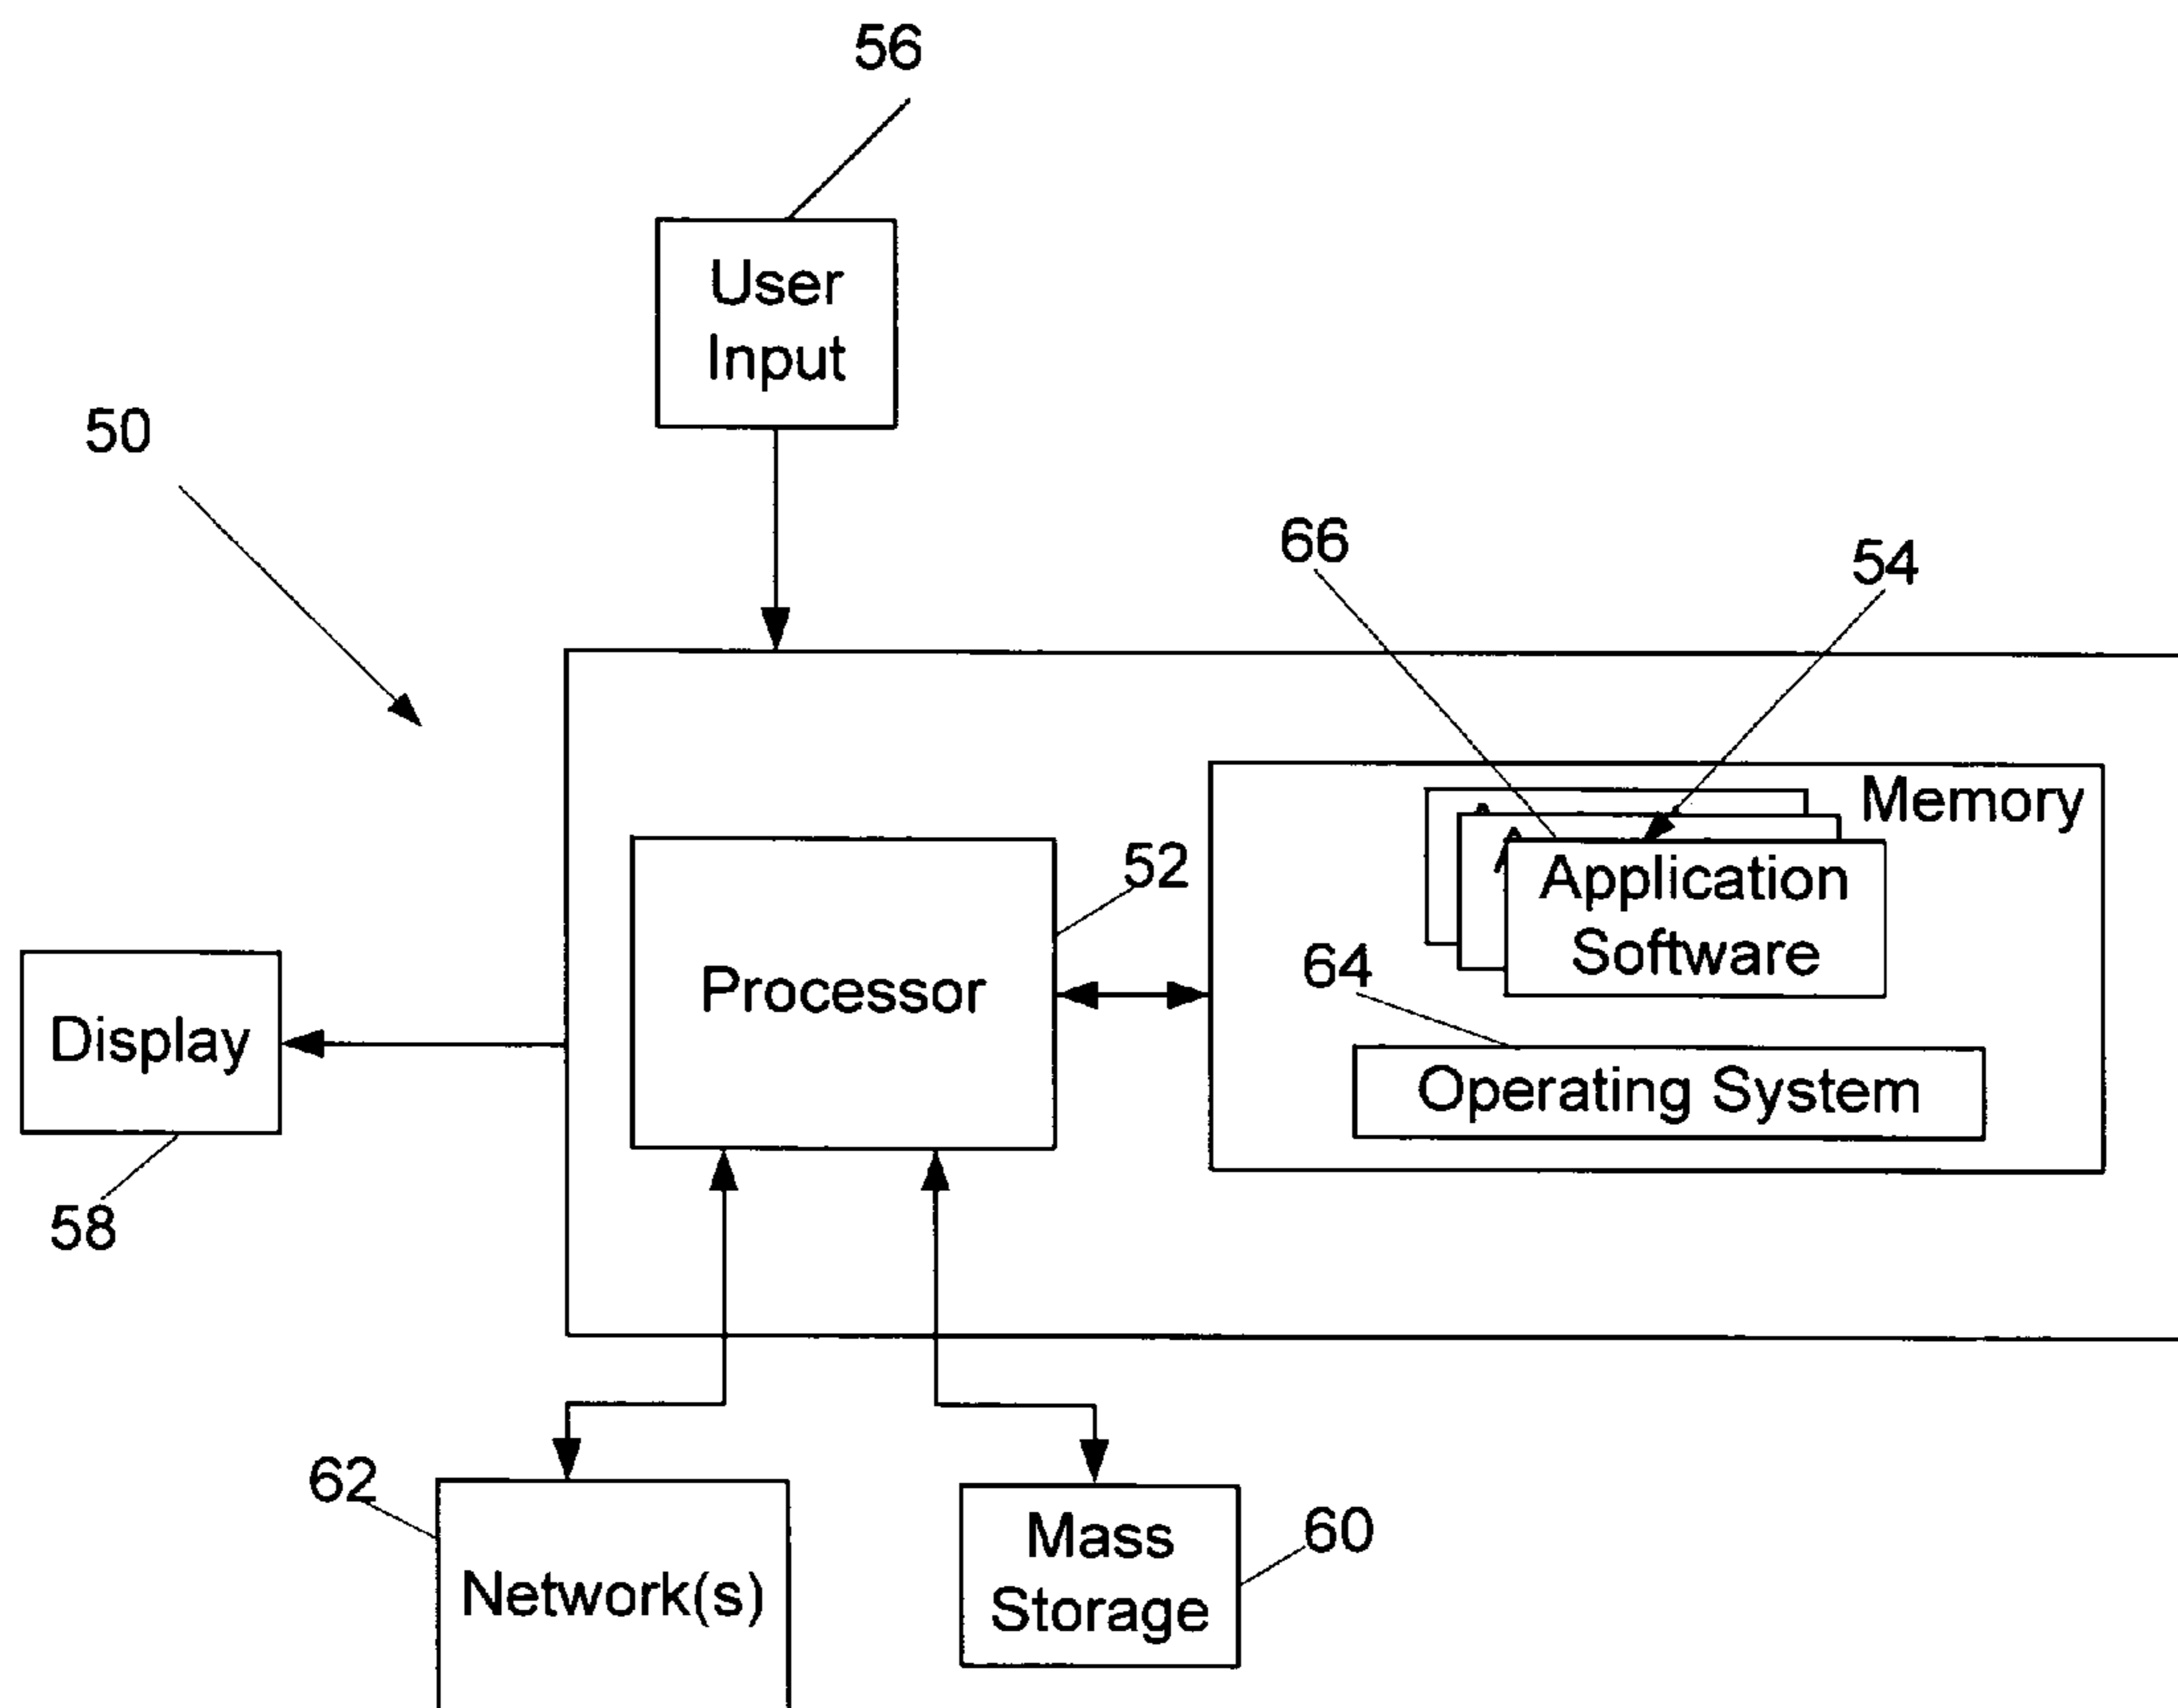 56
User
Input
50
66
54
Memory
Application
Software
52
64
Processor
Display
Operating System
58
62
Network(s)
Mass
Storage
60